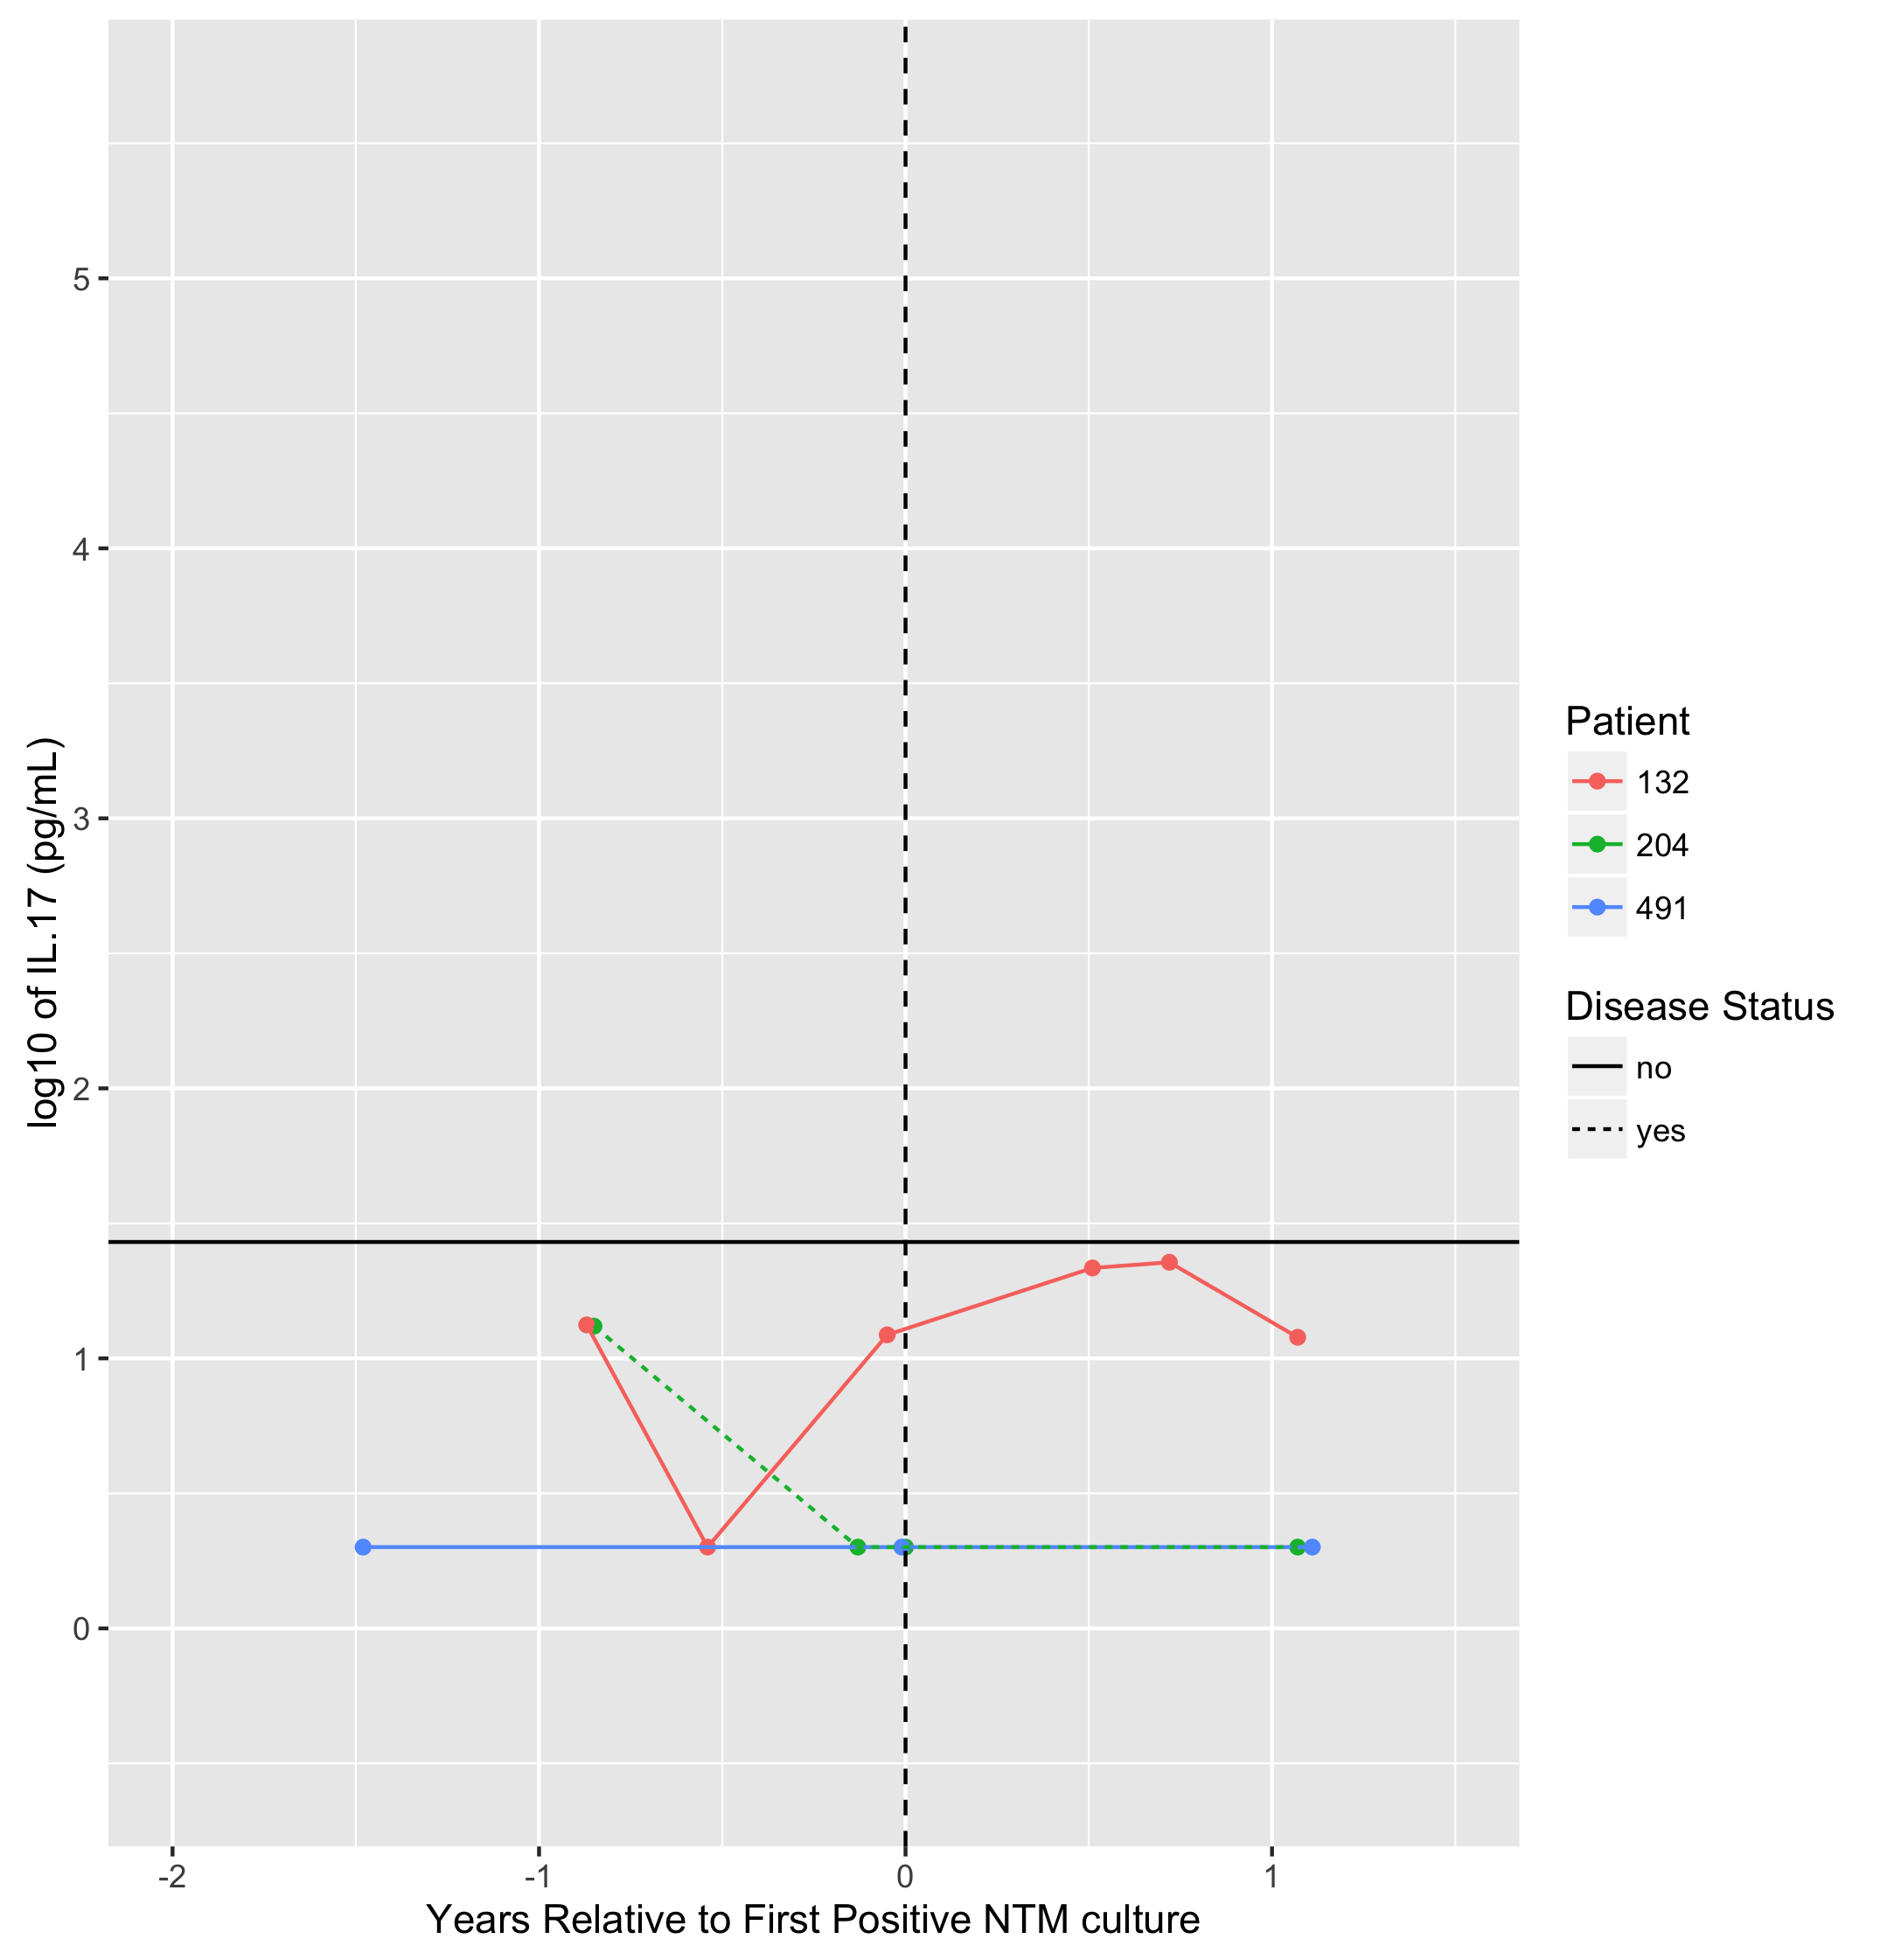 log10 of IL.17 (pg/mL)
5
4
3
2
1
0
-2 -1 0 1
Years Relative to First Positive NTM culture
Patient
132
204
491
Disease Status
no
yes